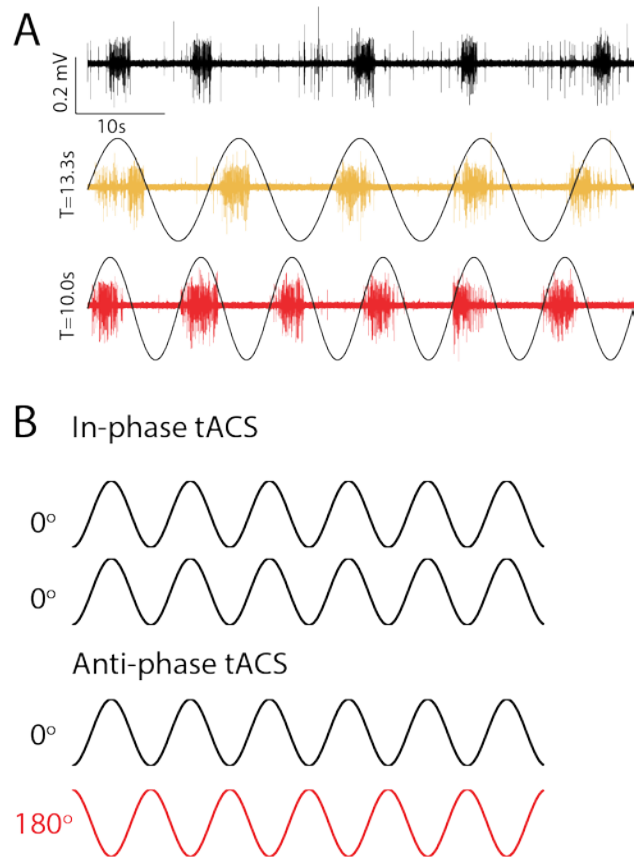 A
0.2 mV
10s
T=13.3s
T=10.0s
B In-phase tACS
0°
0°
Anti-phase tACS
0°
180°